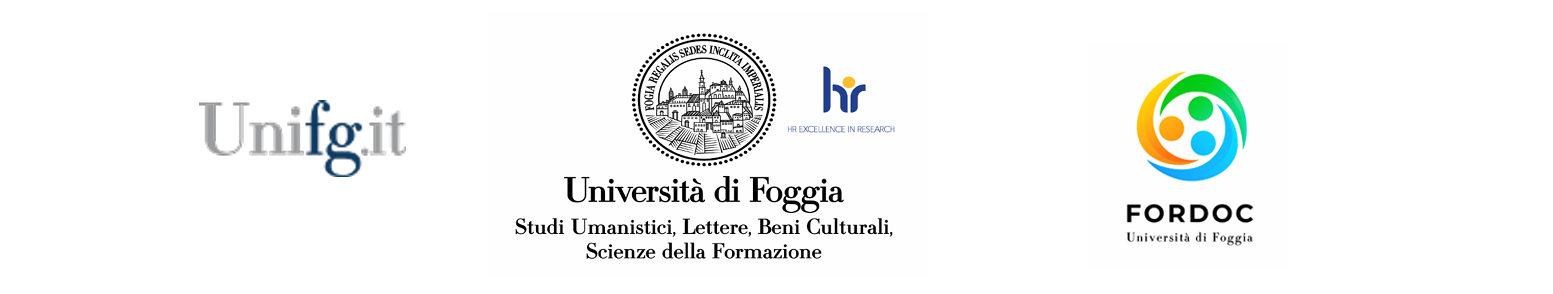 Unifg.it
FOGIA REGALIS SEDES INCLITA IMPERIALIS
hr
HR EXCELLENCE IN RESEARCH
Università di Foggia
Studi Umanistici, Lettere, Beni Culturali,
Scienze della Formazione
FORDOC
Università di Foggia